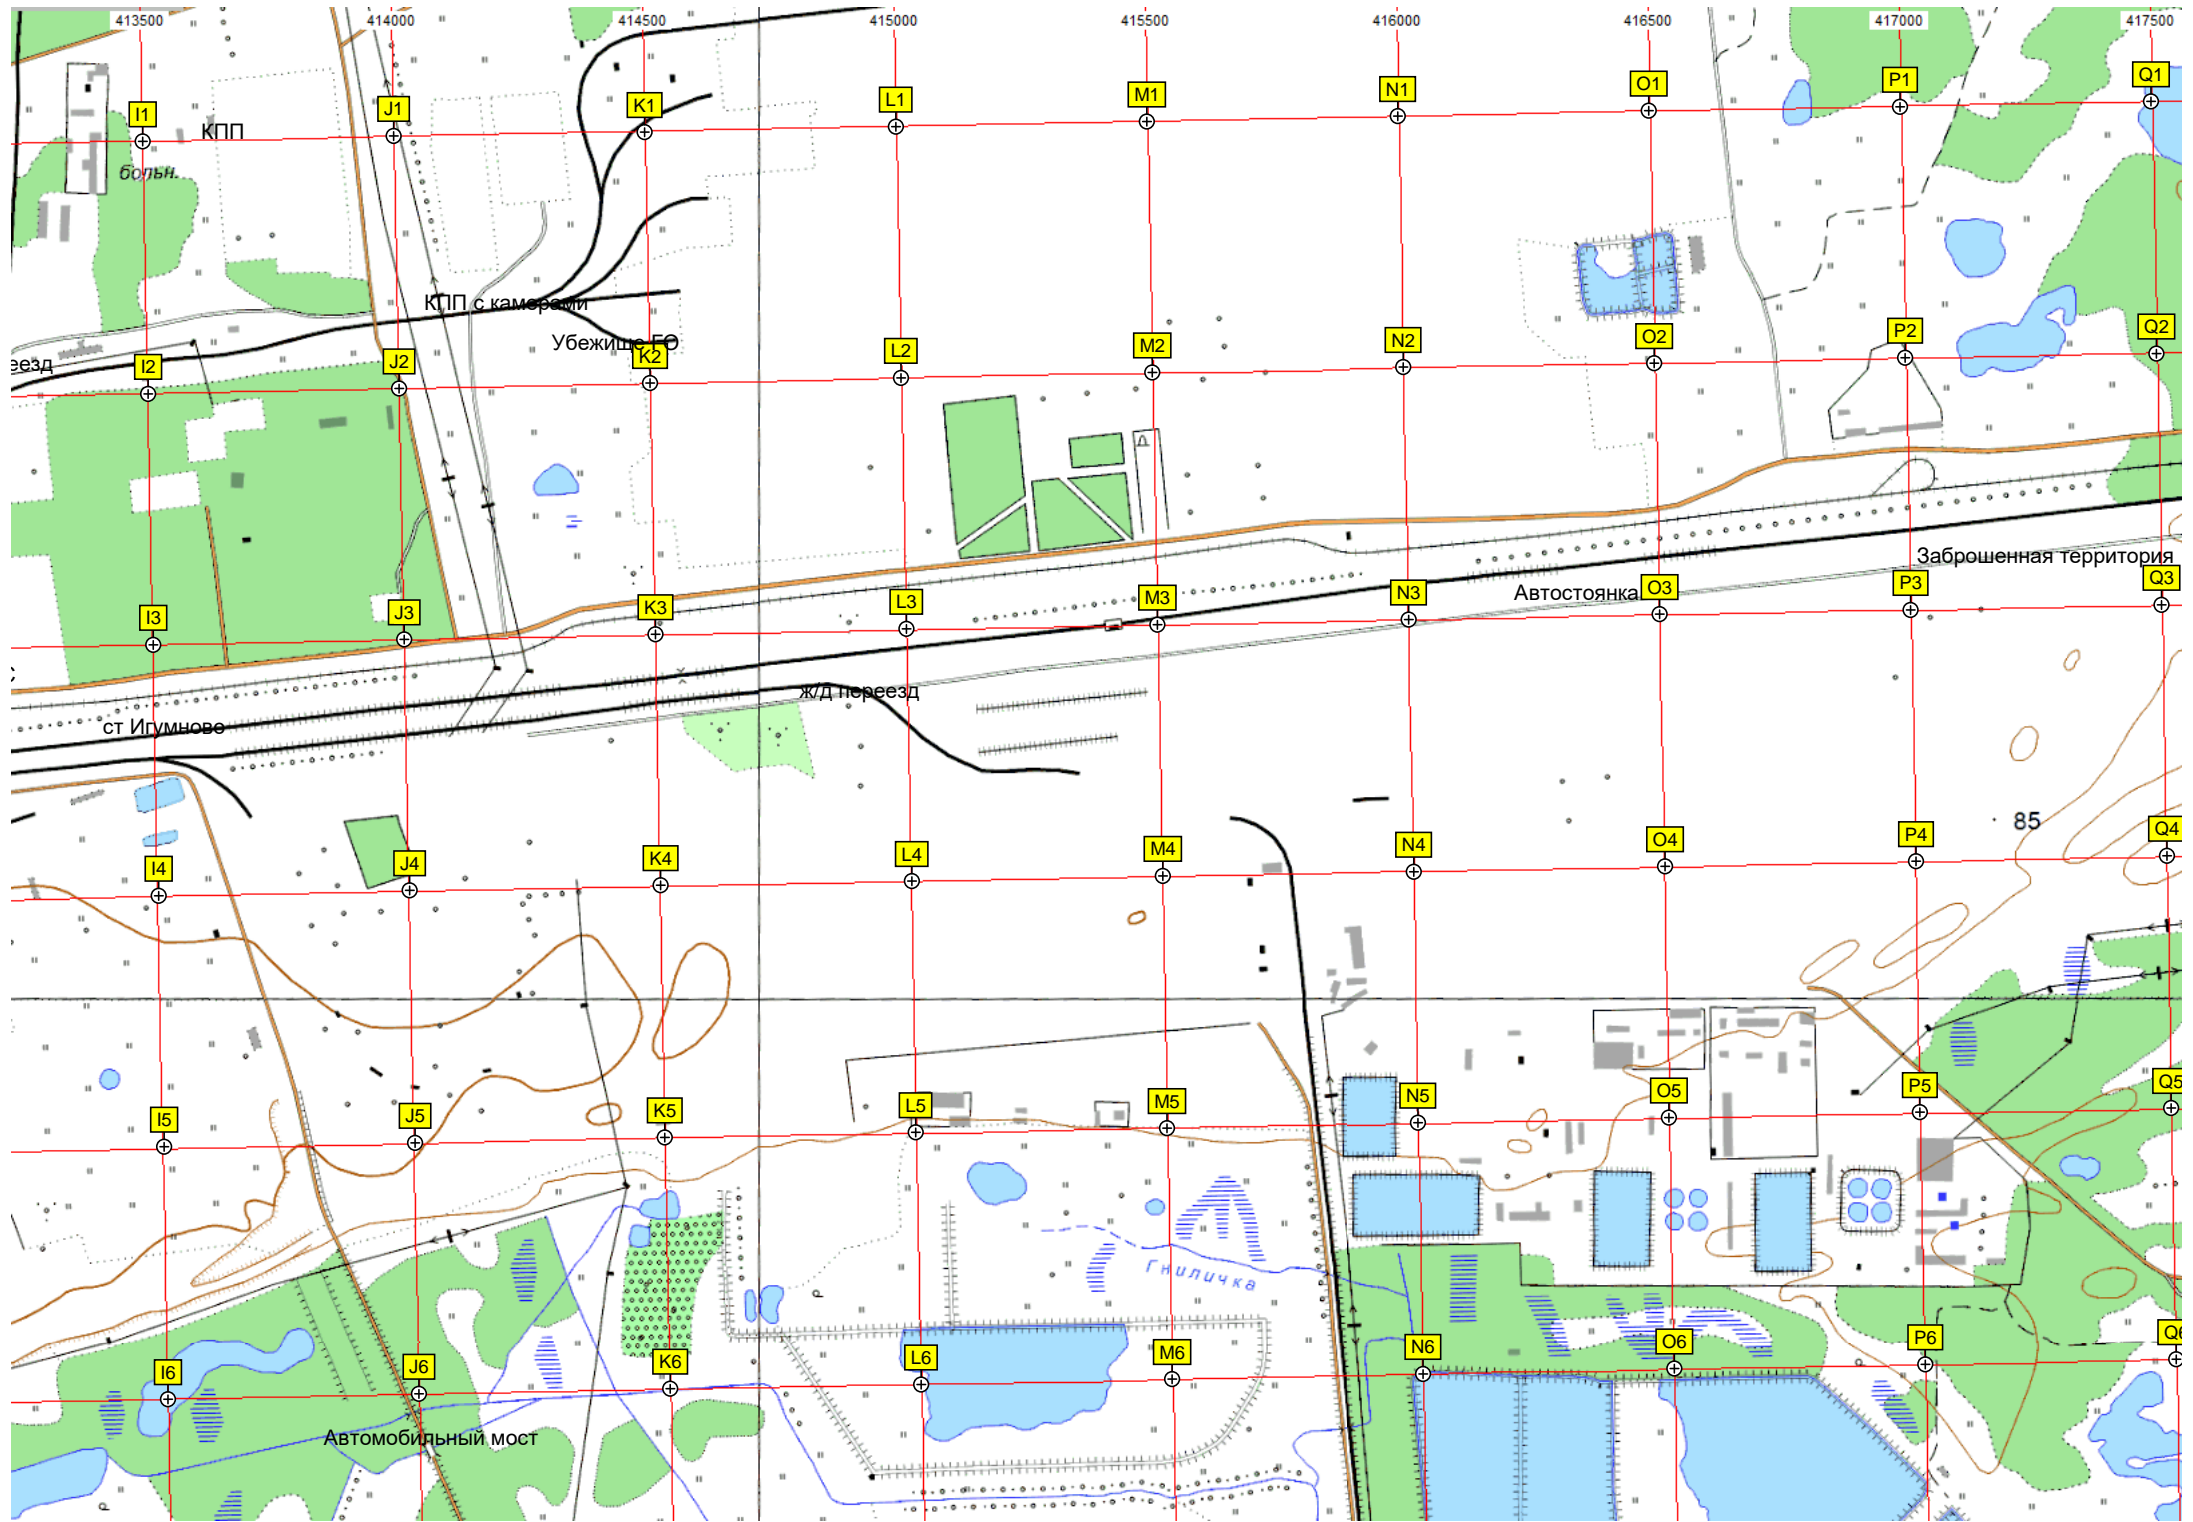 413500 414000 414500 415000 415500 416000 416500 417000 417500
I1 J1 K1 L1 M1 N1 O1 P1 Q1
КПП
больн.
КПП с камерами
Убежище ГО
еезд
I2 J2 K2 L2 M2 N2 O2 P2 Q2
Заброшенная территория
Автостоянка
I3 J3 K3 L3 M3 N3 O3 P3 Q3
ж/д переезд
ст Игумново
85
I4 J4 K4 L4 M4 N4 O4 P4 Q4
I5 J5 K5 L5 M5 N5 O5 P5 Q5
Гниличка
I6 J6 K6 L6 M6 N6 O6 P6 Q6
Автомобильный мост